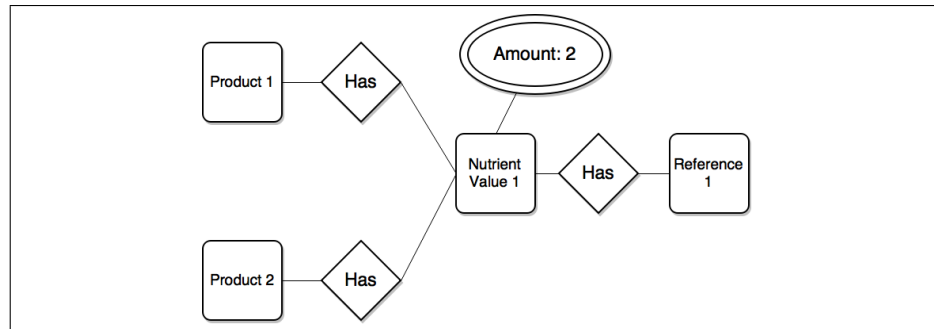 Amount: 2
Product 1
Has
Nutrient
Value 1
Has
Reference
1
Product 2
Has